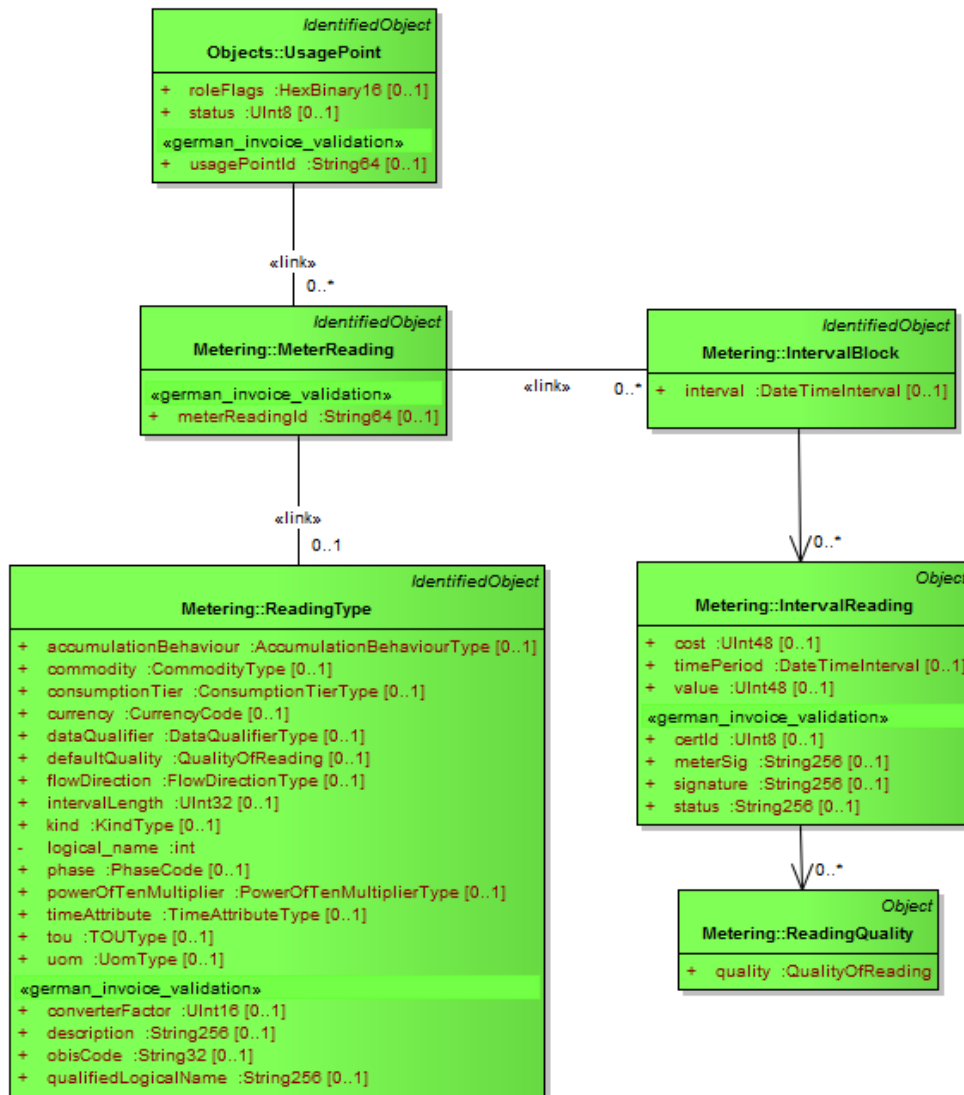 IdentifiedObject
Objects::UsagePoint
+ roleFlags :HexBinary16 [0..1]
+ status :UInt8 [0..1]
«german_invoice_validation»
+ usagePointId :String64 [0..1]
«link»
0..*
IdentifiedObject
Metering::MeterReading
«german_invoice_validation»
+ meterReadingId :String64 [0..1]
«link»
0..*
IdentifiedObject
Metering::IntervalBlock
+ interval :DateTimeInterval [0..1]
«link»
0..1
0..*
IdentifiedObject
Metering::ReadingType
+ accumulationBehaviour :AccumulationBehaviourType [0..1]
+ commodity :CommodityType [0..1]
+ consumptionTier :ConsumptionTierType [0..1]
+ currency :CurrencyCode [0..1]
+ dataQualifier :DataQualifierType [0..1]
+ defaultQuality :QualityOfReading [0..1]
+ flowDirection :FlowDirectionType [0..1]
+ intervalLength :UInt32 [0..1]
+ kind :KindType [0..1]
- logical_name :int
+ phase :PhaseCode [0..1]
+ powerOfTenMultiplier :PowerOfTenMultiplierType [0..1]
+ timeAttribute :TimeAttributeType [0..1]
+ tou :TOUType [0..1]
+ uom :UomType [0..1]
«german_invoice_validation»
+ converterFactor :UInt16 [0..1]
+ description :String256 [0..1]
+ obisCode :String32 [0..1]
+ qualifiedLogicalName :String256 [0..1]
Object
Metering::IntervalReading
+ cost :UInt48 [0..1]
+ timePeriod :DateTimeInterval [0..1]
+ value :UInt48 [0..1]
«german_invoice_validation»
+ certId :UInt8 [0..1]
+ meterSig :String256 [0..1]
+ signature :String256 [0..1]
+ status :String256 [0..1]
0..*
Object
Metering::ReadingQuality
+ quality :QualityOfReading